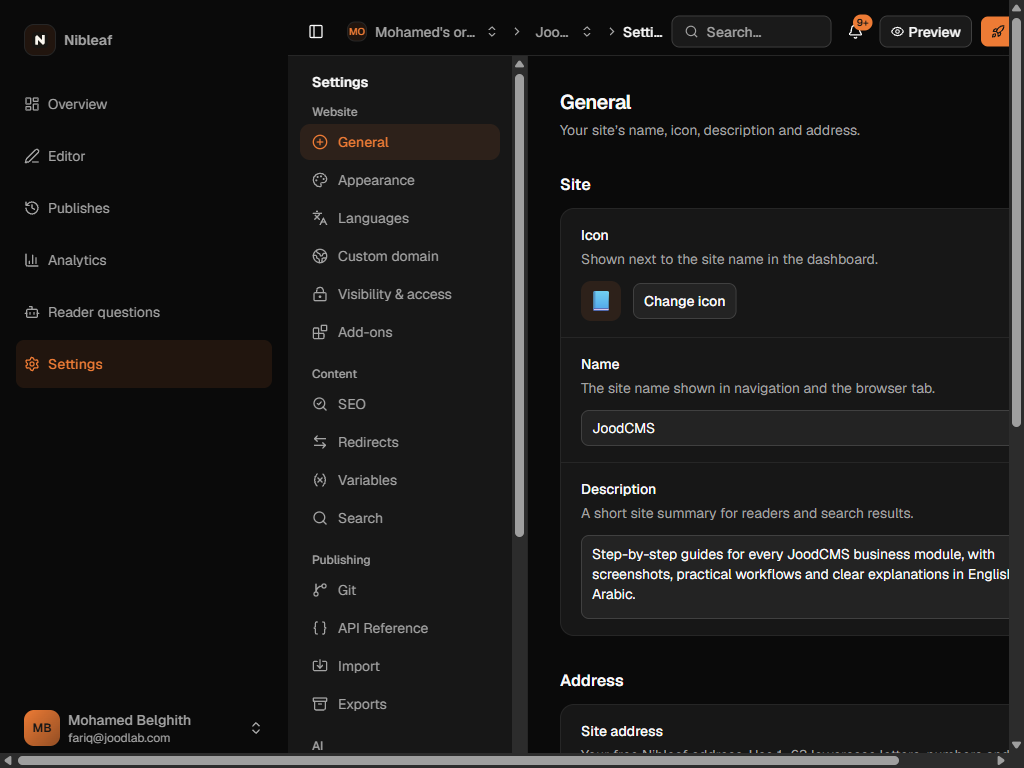 N Nibleaf
Overview
Editor
Publishes
Analytics
Reader questions
Settings
MB
Mohamed Belghith
fariq@joodlab.com
MO Mohamed's or... Joo... Setti...
Search...
9+
Preview
Settings
Website
General
Appearance
Languages
Custom domain
Visibility & access
Add-ons
Content
SEO
Redirects
Variables
Search
Publishing
Git
API Reference
Import
Exports
AI
General
Your site's name, icon, description and address.
Site
Icon
Shown next to the site name in the dashboard.
Change icon
Name
The site name shown in navigation and the browser tab.
JoodCMS
Description
A short site summary for readers and search results.
Step-by-step guides for every JoodCMS business module, with
screenshots, practical workflows and clear explanations in English
Arabic.
Address
Site address